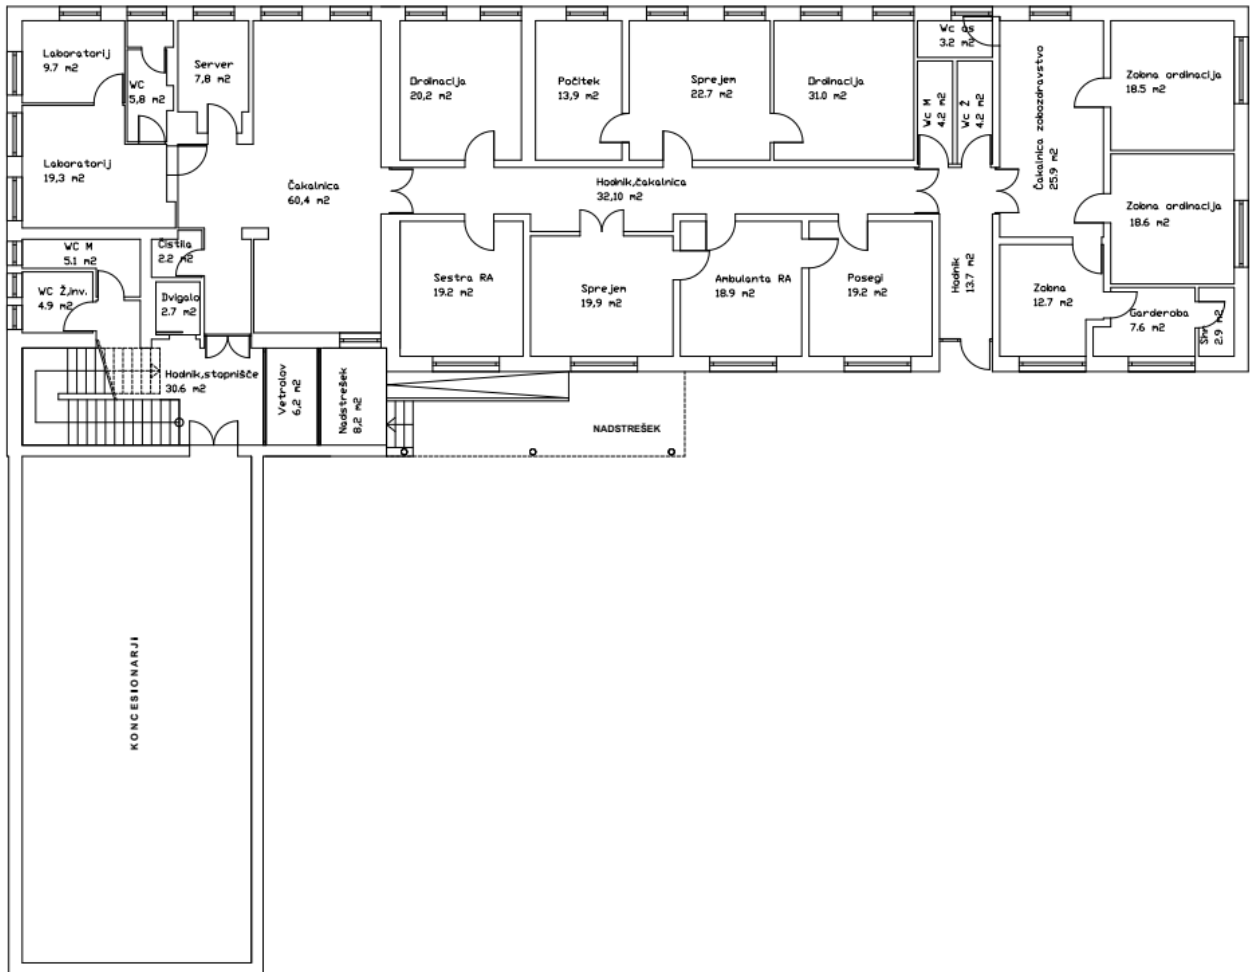 Laboratorij
9.7 m2
WC
5,8 m2
Server
7,8 m2
Ordinacija
20,2 m2
Počitek
13,9 m2
Sprejem
22.7 m2
Ordinacija
31.0 m2
Wc os
3.2 m2
Wc M
4.2 m2
Wc Ž
4.2 m2
Čakalnica zobozdravstvo
25.9 m2
Zobna ordinacija
18.5 m2
Laboratorij
19,3 m2
Čakalnica
60,4 m2
Hodnik,čakalnica
32,10 m2
Zobna ordinacija
18.6 m2
WC M
5.1 m2
Čistila
2.2 m2
WC Ž,inv.
4.9 m2
Dvigalo
2.7 m2
Sestra RA
19.2 m2
Sprejem
19,9 m2
Ambulanta RA
18.9 m2
Posegi
19.2 m2
Hodnik
13.7 m2
Zobna
12.7 m2
Garderoba
7.6 m2
2.9 m2
Hodnik,stopnišče
30.6 m2
Vetrolov
6,2 m2
Nadstrešek
8,2 m2
NADSTREŠEK
KONCESIONARJI